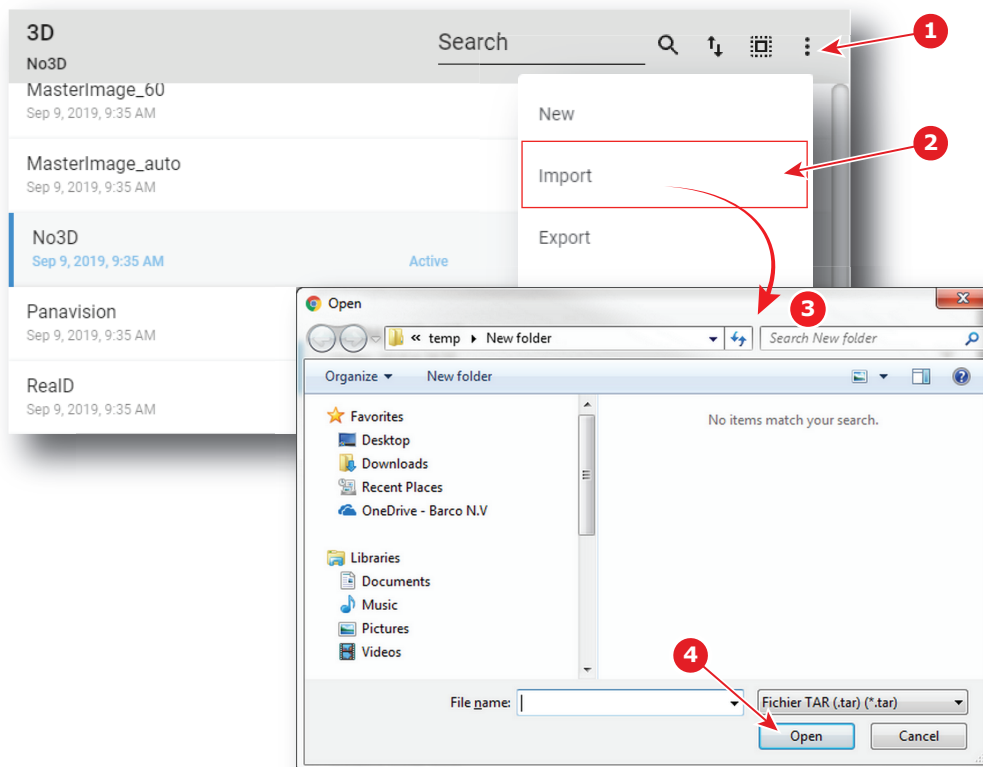 3D
No3D
Search
1
MasterImage_60
Sep 9, 2019, 9:35 AM
MasterImage_auto
Sep 9, 2019, 9:35 AM
No3D
Sep 9, 2019, 9:35 AM
Active
Panavision
Sep 9, 2019, 9:35 AM
RealD
Sep 9, 2019, 9:35 AM
New
2
Import
Export
3
Open
« temp New folder
Search New folder
Organize
New folder
Favorites
Desktop
Downloads
Recent Places
OneDrive - Barco N.V
Libraries
Documents
Music
Pictures
Videos
No items match your search.
4
File name:
Fichier TAR (.tar) (*.tar)
Open
Cancel